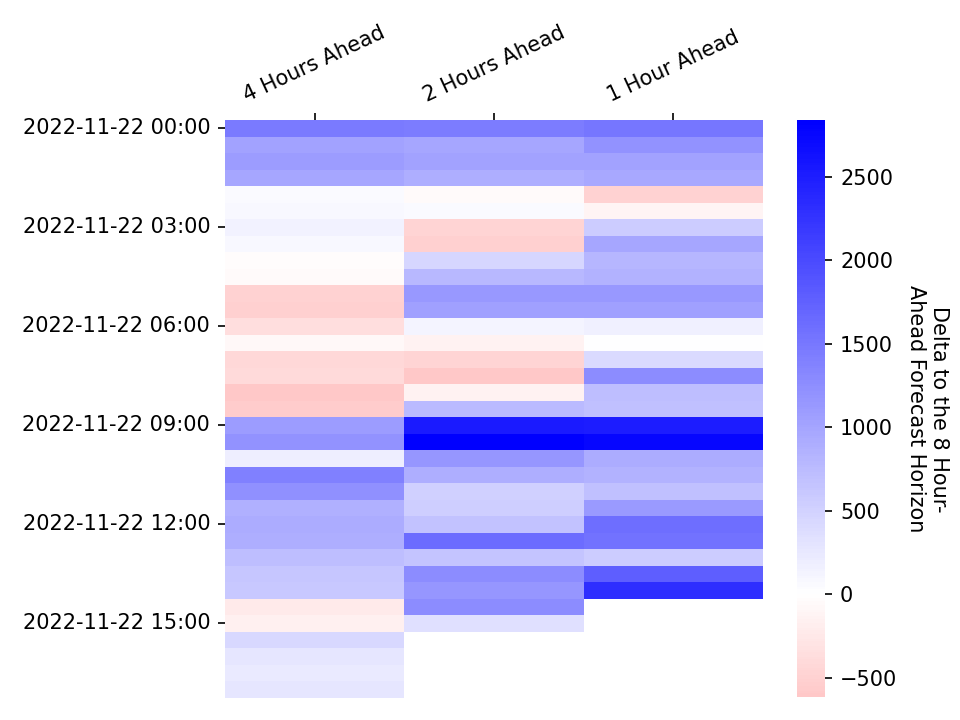 4 Hours Ahead
2 Hours Ahead
1 Hour Ahead
2022-11-22 00:00
2022-11-22 03:00
2022-11-22 06:00
2022-11-22 09:00
2022-11-22 12:00
2022-11-22 15:00
2500
2000
1500
1000
500
0
−500
Delta to the 8 Hour-
Ahead Forecast Horizon